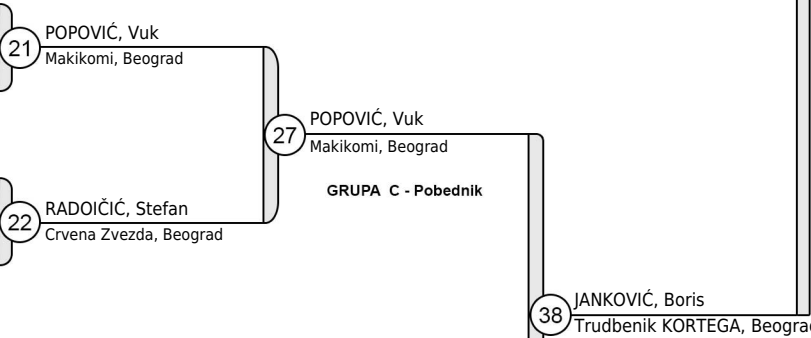 POPOVIĆ, Vuk
21
Makikomi, Beograd
POPOVIĆ, Vuk
27
Makikomi, Beograd
GRUPA C - Pobednik
RADOIČIĆ, Stefan
22
Crvena Zvezda, Beograd
JANKOVIĆ, Boris
38
Trudbenik KORTEGA,